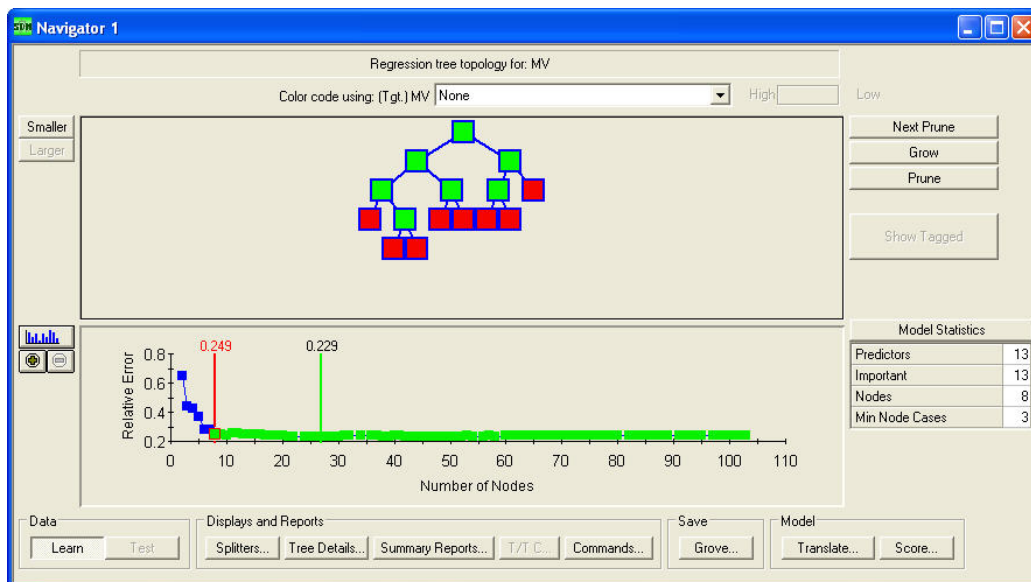 SDM Navigator 1
Regression tree topology for: MV
Color code using: (Tgt.) MV None High Low
Smaller
Larger
Next Prune
Grow
Prune
Show Tagged
0.249 0.229
0.8
0.6
0.4
0.2
Relative Error
0 10 20 30 40 50 60 70 80 90 100 110
Number of Nodes
Model Statistics
Predictors 13
Important 13
Nodes 8
Min Node Cases 3
Data
Learn Test
Displays and Reports
Splitters... Tree Details... Summary Reports... T/T C... Commands...
Save
Grove...
Model
Translate... Score...